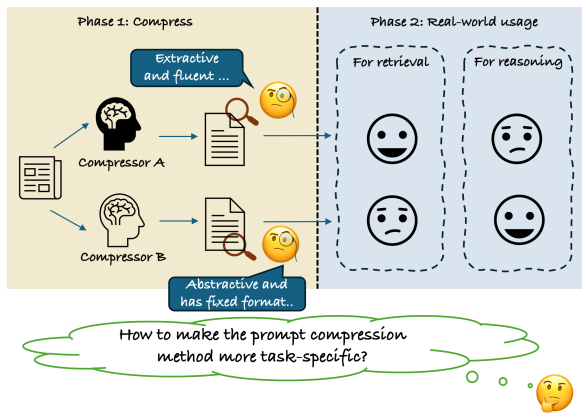 Phase 1: Compress
Phase 2: Real-world usage
Extractive
and fluent ...
For retrieval
For reasoning
Compressor A
Compressor B
Abstractive and
has fixed format..
How to make the prompt compression
method more task-specific?